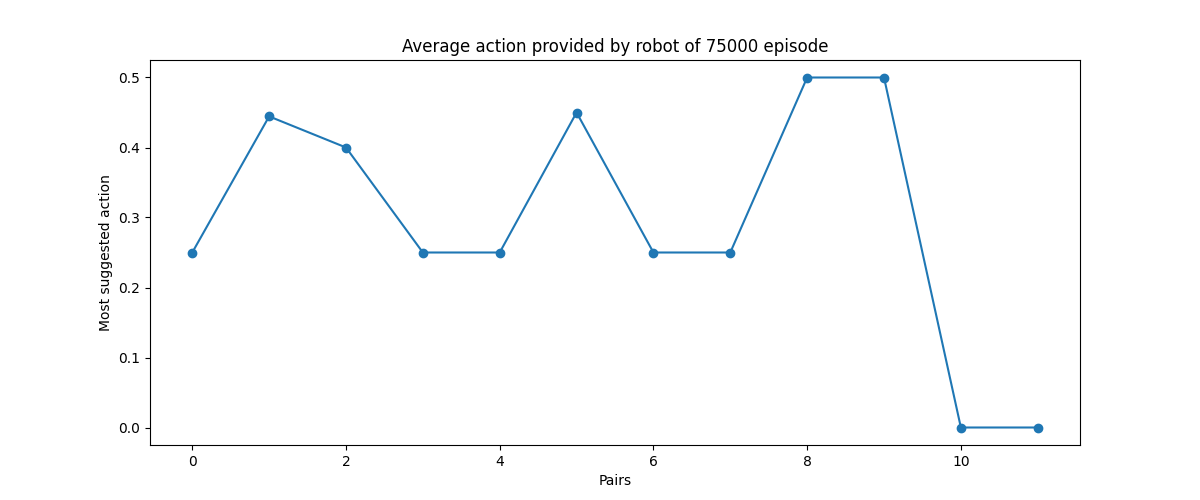 Average action provided by robot of 75000 episode
0.5
0.4
0.3
0.2
0.1
0.0
Most suggested action
0 2 4 6 8 10
Pairs